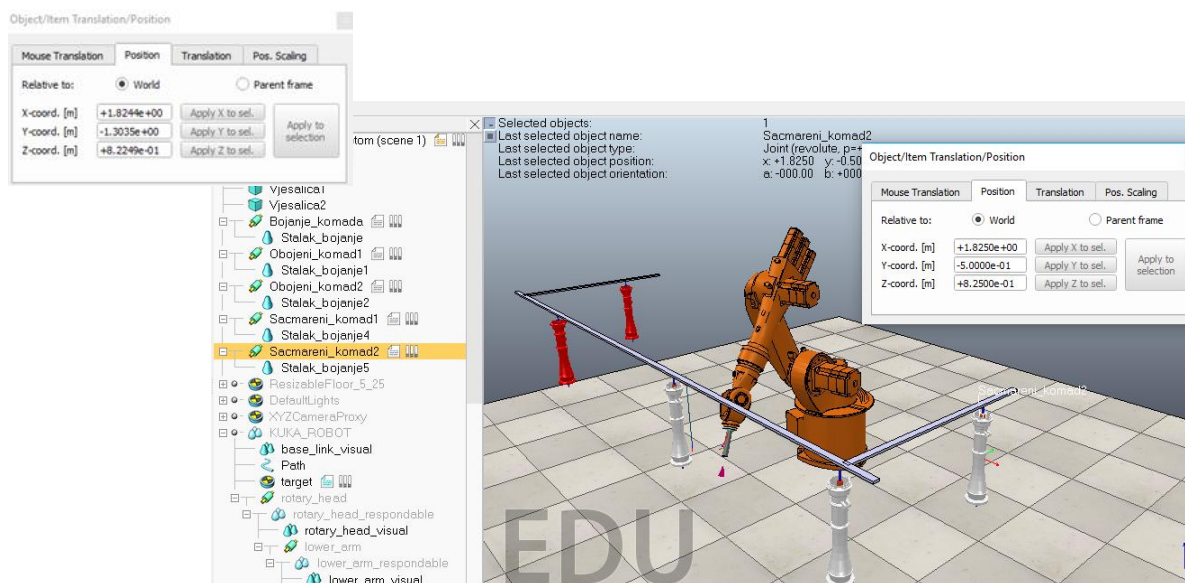 Object/Item Translation/Position
Mouse Translation Position Translation Pos. Scaling
Relative to: World Parent frame
X-coord. [m] +1.8244e+00 Apply X to sel.
Y-coord. [m] -1.3035e+00 Apply Y to sel.
Z-coord. [m] +8.2249e-01 Apply Z to sel.
Apply to
selection
tom (scene 1)
Vjesalica1
Vjesalica2
Bojanje_komada
Stalak_bojanje
Obojeni_komad1
Stalak_bojanje1
Obojeni_komad2
Stalak_bojanje2
Sacmareni_komad1
Stalak_bojanje4
Sacmareni_komad2
Stalak_bojanje5
ResizableFloor_5_25
DefaultLights
XYZCameraProxy
KUKA_ROBOT
base_link_visual
Path
target
rotary_head
rotary_head_respondable
rotary_head_visual
lower_arm
lower_arm_respondable
lower_arm_visual
Selected objects: 1
Last selected object name: Sacmareni_komad2
Last selected object type: Joint (revolute, p=+
Last selected object position: x: +1.8250 y: -0.50
Last selected object orientation: a: -000.00 b: +000
Object/Item Translation/Position
Mouse Translation Position Translation Pos. Scaling
Relative to: World Parent frame
X-coord. [m] +1.8250e+00 Apply X to sel.
Y-coord. [m] -5.0000e-01 Apply Y to sel.
Z-coord. [m] +8.2500e-01 Apply Z to sel.
Apply to
selection
Sacmareni_komad2
EDU